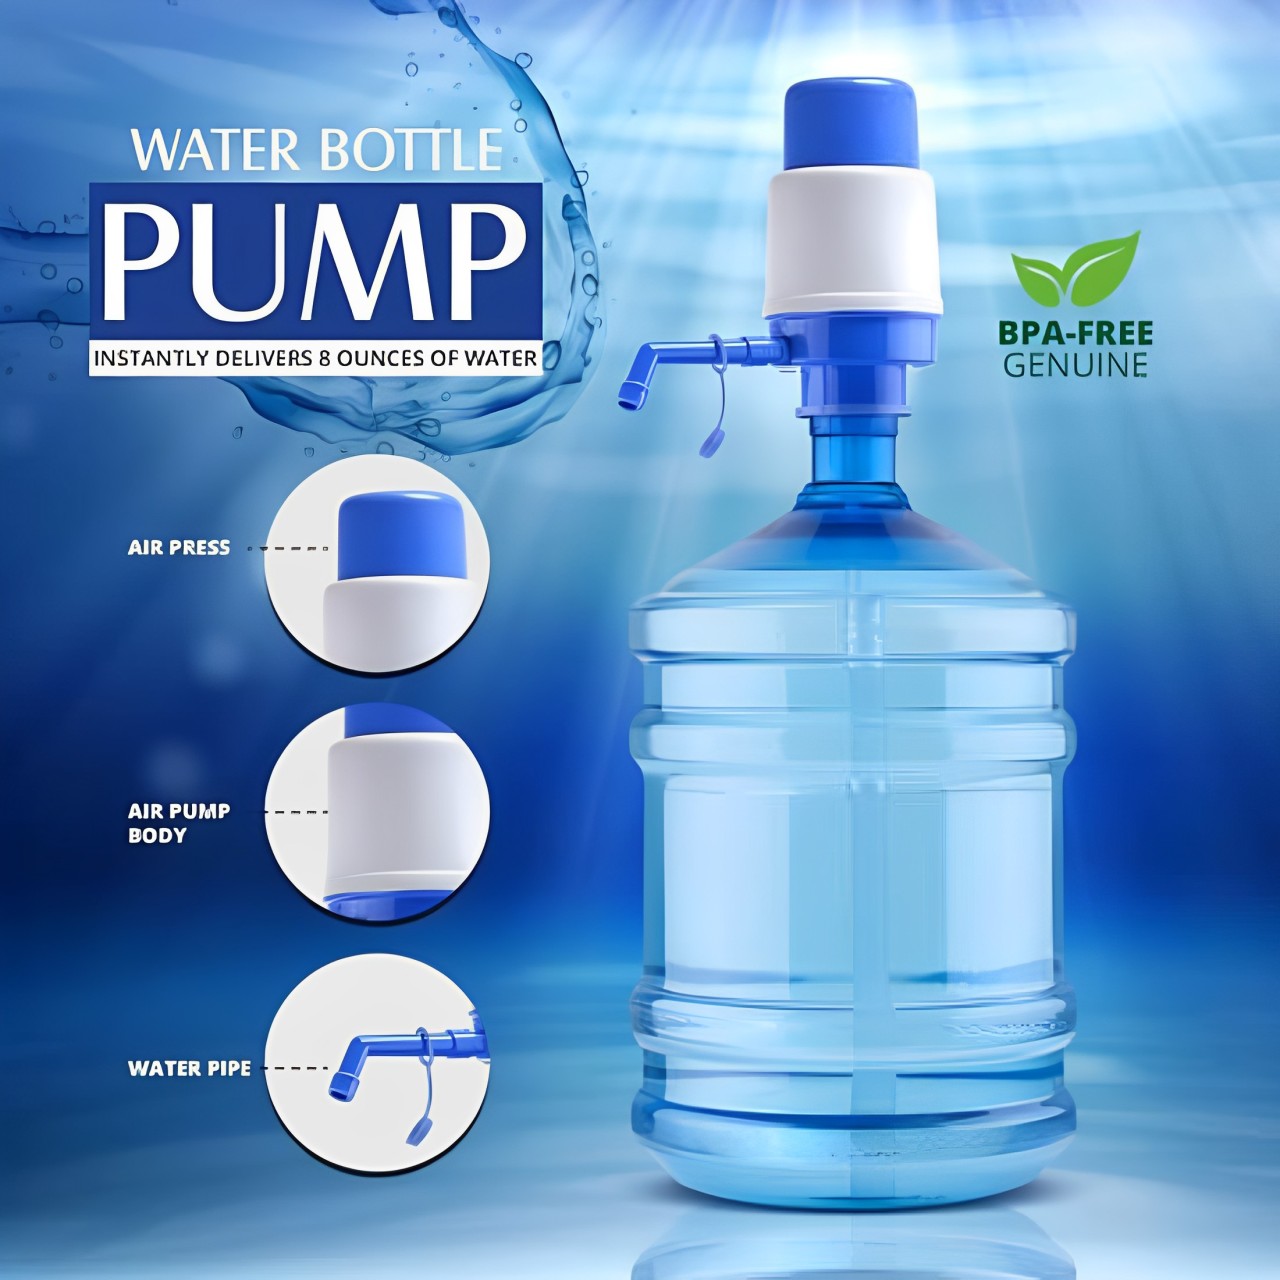 WATER BOTTLE
PUMP
INSTANTLY DELIVERS 8 OUNCES OF WATER
BPA-FREE
GENUINE
AIR PRESS
AIR PUMP
BODY
WATER PIPE